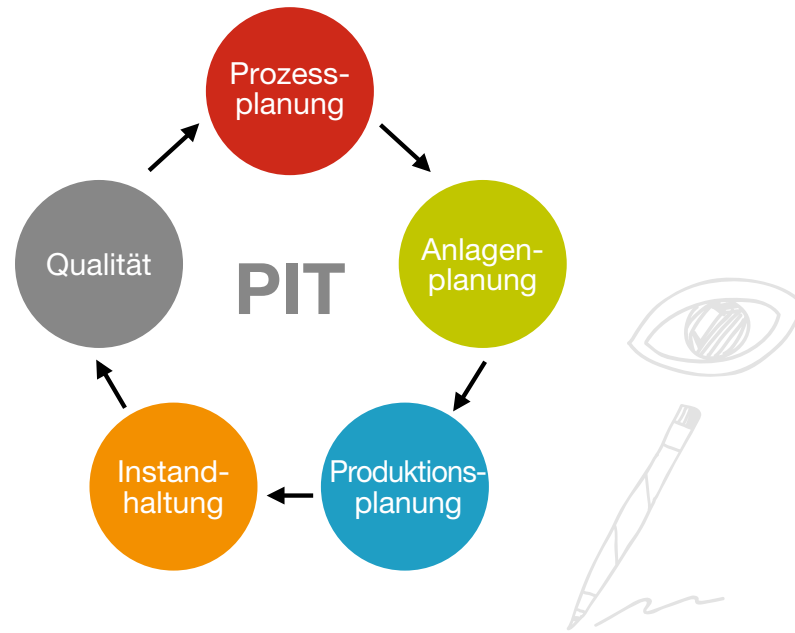 Prozess-
planung
Anlagen-
planung
Produktions-
planung
Instand-
haltung
Qualität
PIT